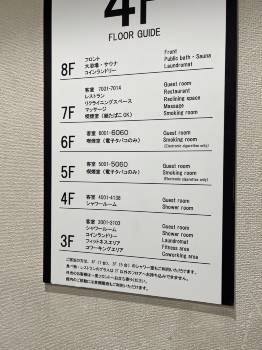 4F
FLOOR GUIDE
8F
フロント
大浴場・サウナ
コインランドリー
Front
Public bath・Sauna
Laundromat
7F
客室 7001-7014
レストラン
リクライニングスペース
マッサージ
喫煙室（紙たばこOK）
Guest room
Restaurant
Reclining space
Massage
Smoking room
6F
客室 6001-6060
喫煙室（電子タバコのみ）
Guest room
Smoking room
(Electronic cigarettes only)
5F
客室 5001-5060
喫煙室（電子タバコのみ）
Guest room
Smoking room
(Electronic cigarettes only)
4F
客室 4001-4138
シャワールーム
Guest room
Shower room
3F
客室 3001-3103
シャワールーム
コインランドリー
フィットネスエリア
コワーキングエリア
Guest room
Shower room
Laundromat
Fitness area
Coworking area